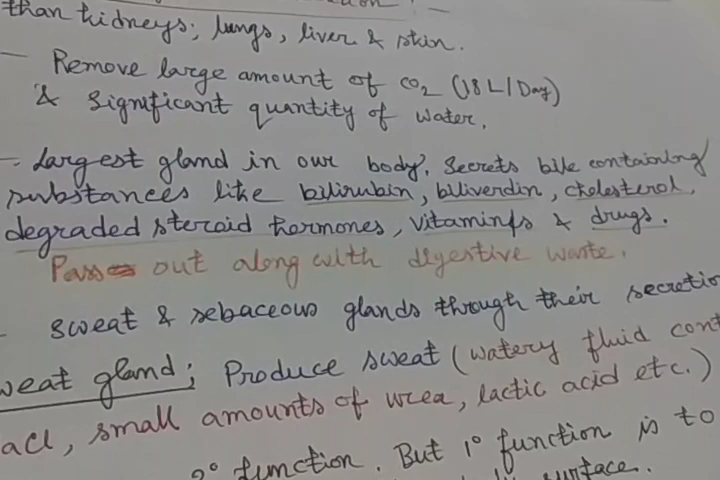 than kidneys; lungs, liver & skin.
— Remove large amount of CO2 (18 L/Day)
& significant quantity of water.
— Largest gland in our body. Secrets bile containing
substances like bilirubin, biliverdin, cholesterol,
degraded steroid hormones, vitamins & drugs.
Pass out along with digestive waste.
- Sweat & sebaceous glands through their secretio
weat gland; Produce sweat (watery fluid cont
acl, small amounts of urea, lactic acid etc.)
2° function. But 1° function is to
surface.